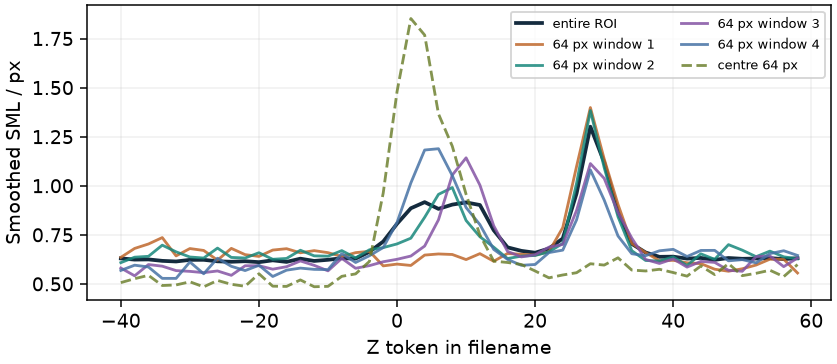 Smoothed SML / px
1.75
1.50
1.25
1.00
0.75
0.50
entire ROI
64 px window 1
64 px window 2
64 px window 3
64 px window 4
centre 64 px
−40
−20
0
20
40
60
Z token in filename